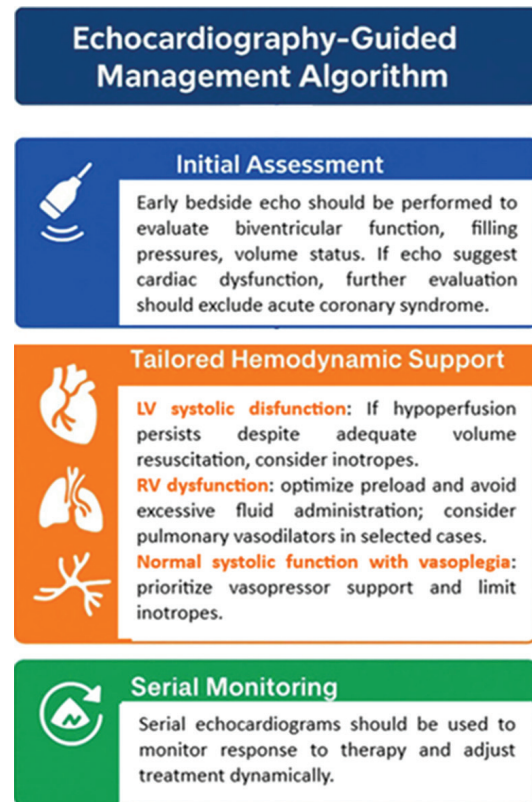 Echocardiography-Guided
Management Algorithm
Initial Assessment
Early bedside echo should be performed to
evaluate biventricular function, filling
pressures, volume status. If echo suggest
cardiac dysfunction, further evaluation
should exclude acute coronary syndrome.
Tailored Hemodynamic Support
LV systolic disfunction: If hypoperfusion
persists despite adequate volume
resuscitation, consider inotropes.
RV dysfunction: optimize preload and avoid
excessive fluid administration; consider
pulmonary vasodilators in selected cases.
Normal systolic function with vasoplegia:
prioritize vasopressor support and limit
inotropes.
Serial Monitoring
Serial echocardiograms should be used to
monitor response to therapy and adjust
treatment dynamically.